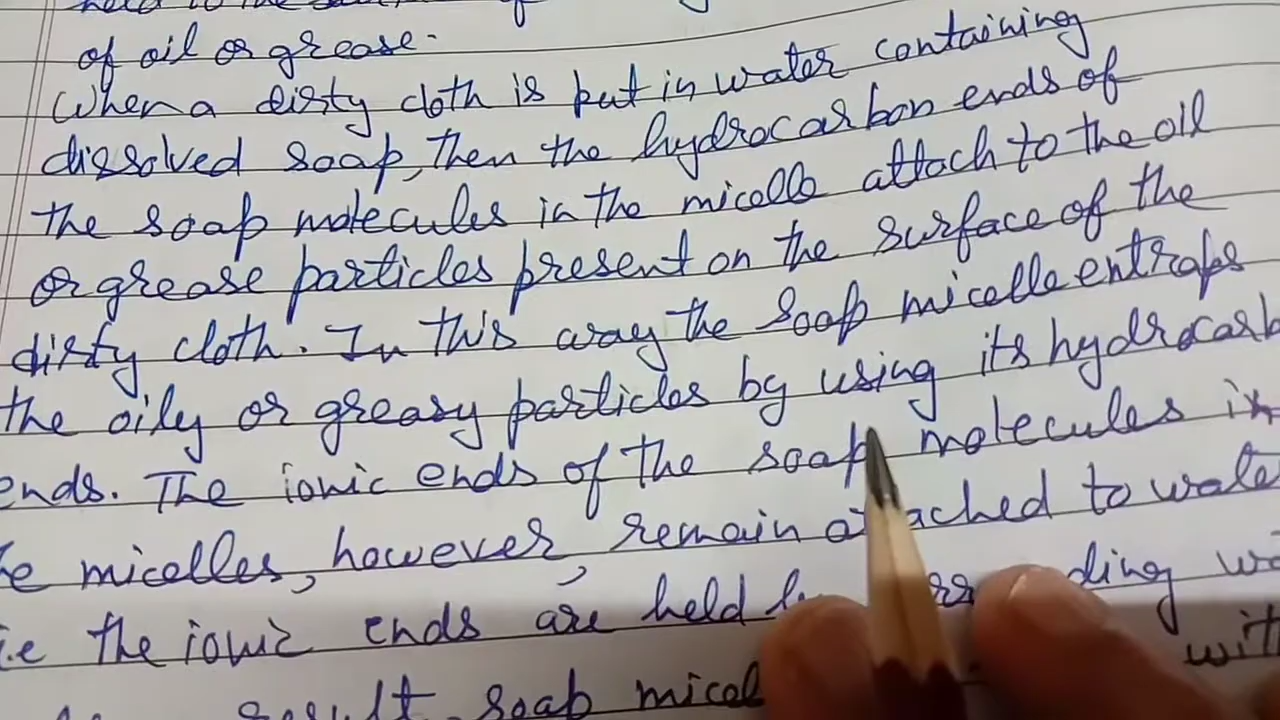 of oil or grease.
When a dirty cloth is put in water containing
dissolved soap, then the hydrocarbon ends of
the soap molecules in the micelle attach to the oil
or grease particles present on the surface of the
dirty cloth. In this way the soap micelle entraps
the oily or greasy particles by using its hydrocarb
ends. The ionic ends of the soap molecules in
micelles, however, remain attached to wate
i.e the ionic ends are held
result soap micel with